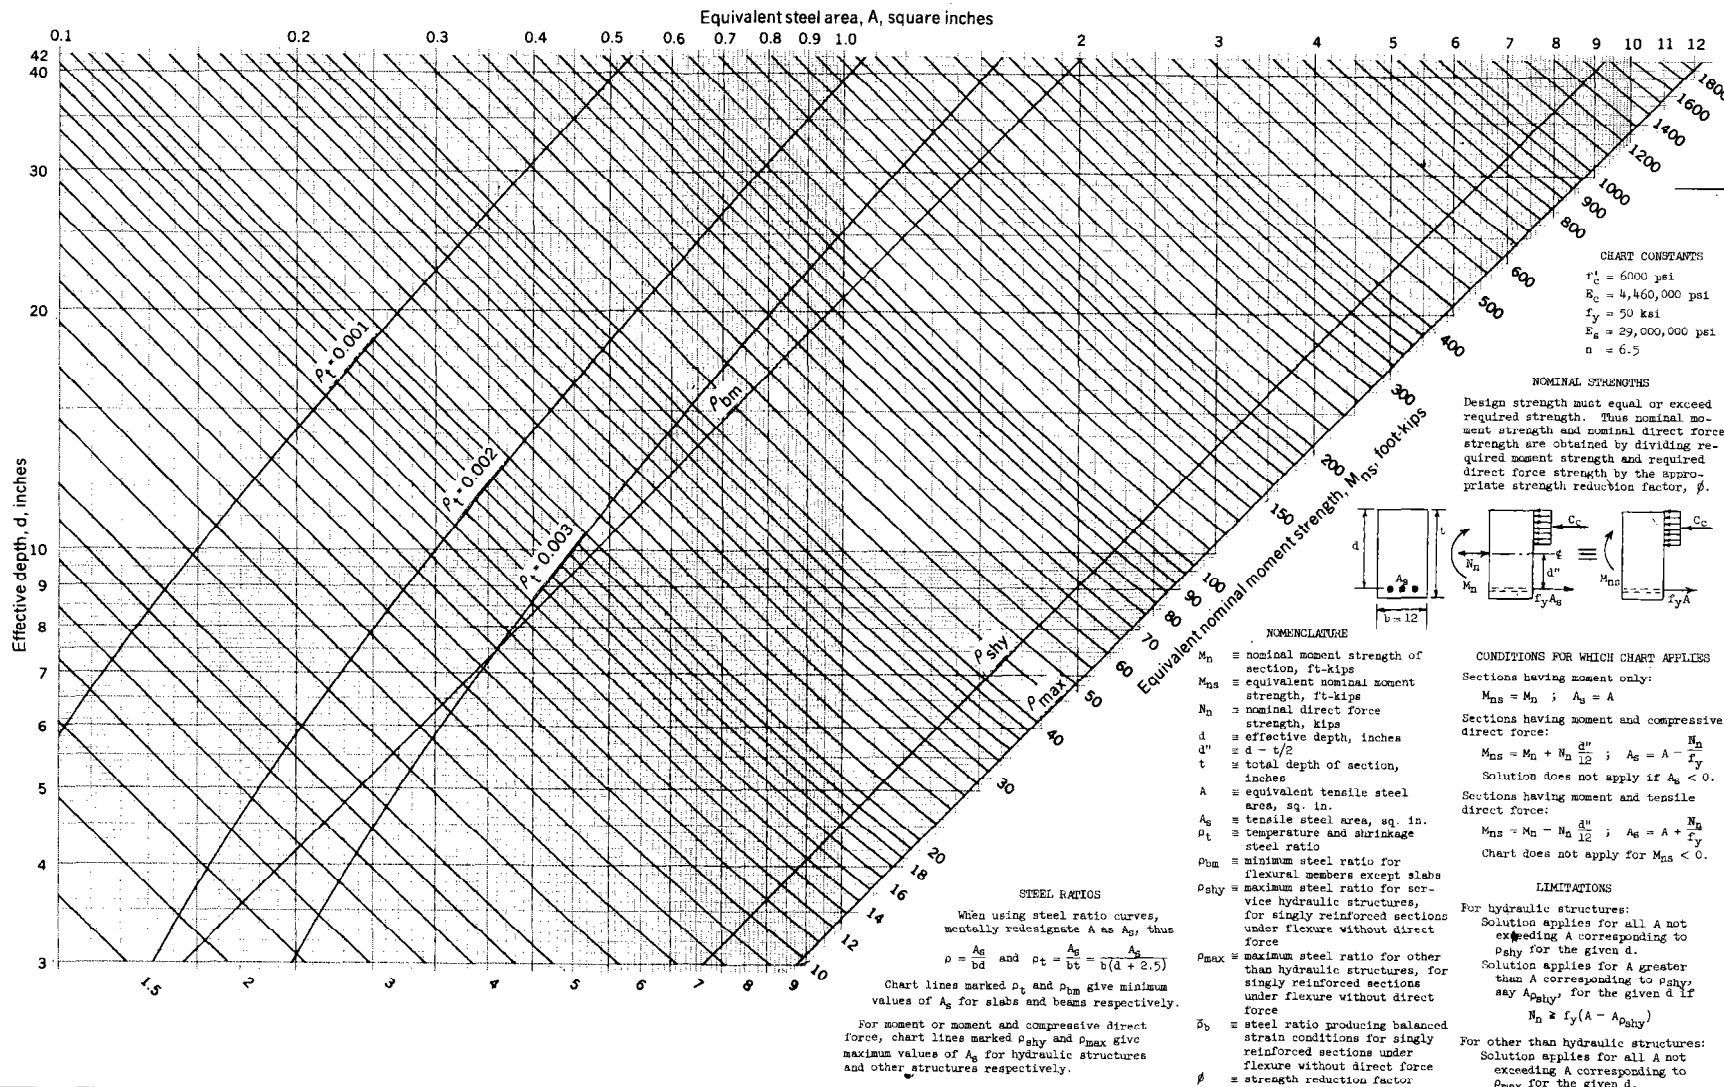 Equivalent steel area, A, square inches
0.1 0.2 0.3 0.4 0.5 0.6 0.7 0.8 0.9 1.0 2 3 4 5 6 7 8 9 10 11 12
42
40
30
20
10
9
8
7
6
5
4
3
Effective depth, d, inches
ρt = 0.001
ρt = 0.002
ρt = 0.003
ρbm
ρshy
ρmax
1.5 2 3 4 5 6 7 8 9 10
12
14
16
18
20
30
40
50
60
70
80
90
100
150
200
300
400
500
600
800
900
1000
1200
1400
1600
1800
Equivalent nominal moment strength, Mns, foot-kips
CHART CONSTANTS
f'c = 6000 psi
Ec = 4,460,000 psi
fy = 50 ksi
Es = 29,000,000 psi
n = 6.5
NOMINAL STRENGTHS
Design strength must equal or exceed
required strength. Thus nominal mo-
ment strength and nominal direct force
strength are obtained by dividing re-
quired moment strength and required
direct force strength by the appro-
priate strength reduction factor, ϕ.
d t As b = 12
Nn Mn Cc ¢ d" fyAs
≡
Mns Cc fyA
NOMENCLATURE
Mn ≡ nominal moment strength of
section, ft-kips
Mns ≡ equivalent nominal moment
strength, ft-kips
Nn ≡ nominal direct force
strength, kips
d ≡ effective depth, inches
d" ≡ d - t/2
t ≡ total depth of section,
inches
A ≡ equivalent tensile steel
area, sq. in.
As ≡ tensile steel area, sq. in.
ρt ≡ temperature and shrinkage
steel ratio
ρbm ≡ minimum steel ratio for
flexural members except slabs
ρshy ≡ maximum steel ratio for ser-
vice hydraulic structures,
for singly reinforced sections
under flexure without direct
force
ρmax ≡ maximum steel ratio for other
than hydraulic structures, for
singly reinforced sections
under flexure without direct
force
ρ̄b ≡ steel ratio producing balanced
strain conditions for singly
reinforced sections under
flexure without direct force
ϕ ≡ strength reduction factor
CONDITIONS FOR WHICH CHART APPLIES
Sections having moment only:
Mns = Mn ; As = A
Sections having moment and compressive
direct force:
Mns = Mn + Nn d"/12 ; As = A - Nn/fy
Solution does not apply if As < 0.
Sections having moment and tensile
direct force:
Mns = Mn - Nn d"/12 ; As = A + Nn/fy
Chart does not apply for Mns < 0.
LIMITATIONS
For hydraulic structures:
Solution applies for all A not
exceeding A corresponding to
ρshy for the given d.
Solution applies for A greater
than A corresponding to ρshy,
say Aρshy, for the given d if
Nn ≥ fy(A - Aρshy)
For other than hydraulic structures:
Solution applies for all A not
exceeding A corresponding to
ρmax for the given d.
STEEL RATIOS
When using steel ratio curves,
mentally redesignate A as As, thus
ρ = As/bd and ρt = As/bt = As/b(d + 2.5)
Chart lines marked ρt and ρbm give minimum
values of As for slabs and beams respectively.
For moment or moment and compressive direct
force, chart lines marked ρshy and ρmax give
maximum values of As for hydraulic structures
and other structures respectively.